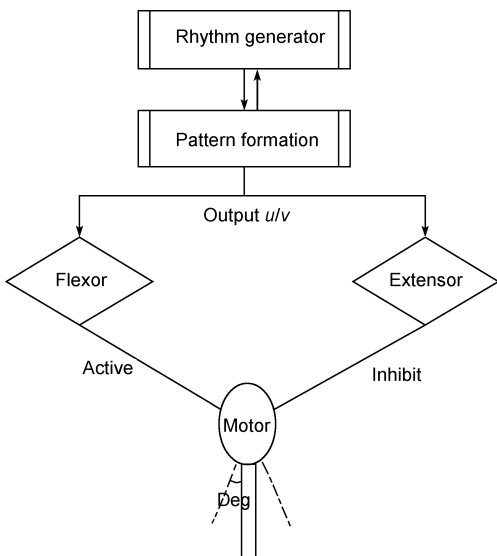 Rhythm generator
Pattern formation
Output u/v
Flexor
Extensor
Active
Inhibit
Motor
Deg